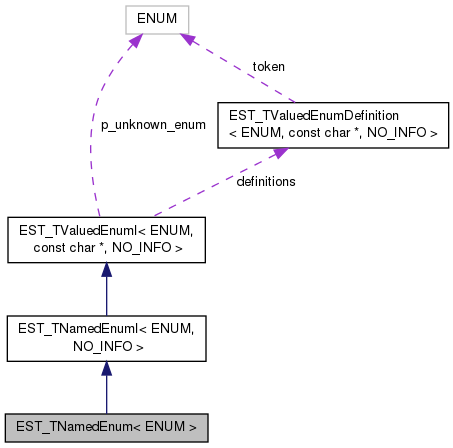 ENUM
token
EST_TValuedEnumDefinition
< ENUM, const char *, NO_INFO >
p_unknown_enum
definitions
EST_TValuedEnumI< ENUM,
const char *, NO_INFO >
EST_TNamedEnumI< ENUM,
NO_INFO >
EST_TNamedEnum< ENUM >